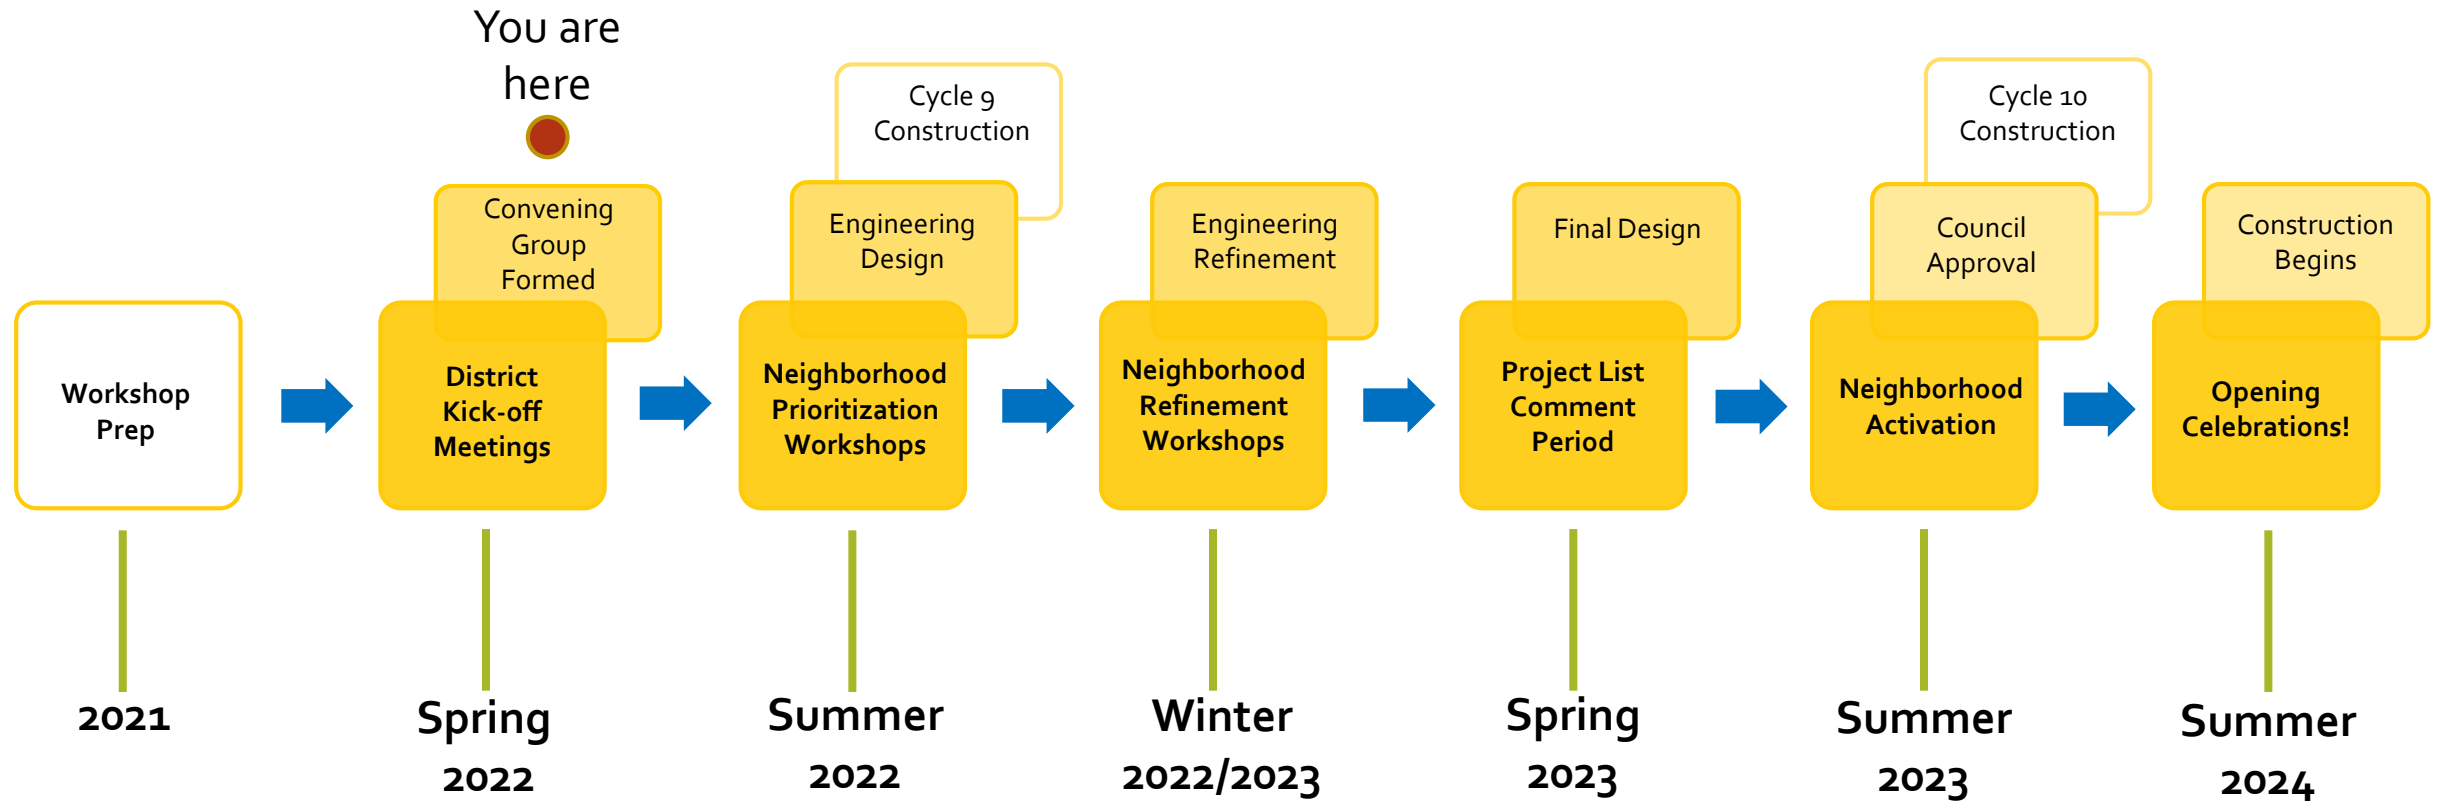 You are
here
Cycle 9
Construction
Cycle 10
Construction
Convening
Group
Formed
Engineering
Design
Engineering
Refinement
Final Design
Council
Approval
Construction
Begins
Workshop
Prep
District
Kick-off
Meetings
Neighborhood
Prioritization
Workshops
Neighborhood
Refinement
Workshops
Project List
Comment
Period
Neighborhood
Activation
Opening
Celebrations!
2021
Spring
2022
Summer
2022
Winter
2022/2023
Spring
2023
Summer
2023
Summer
2024